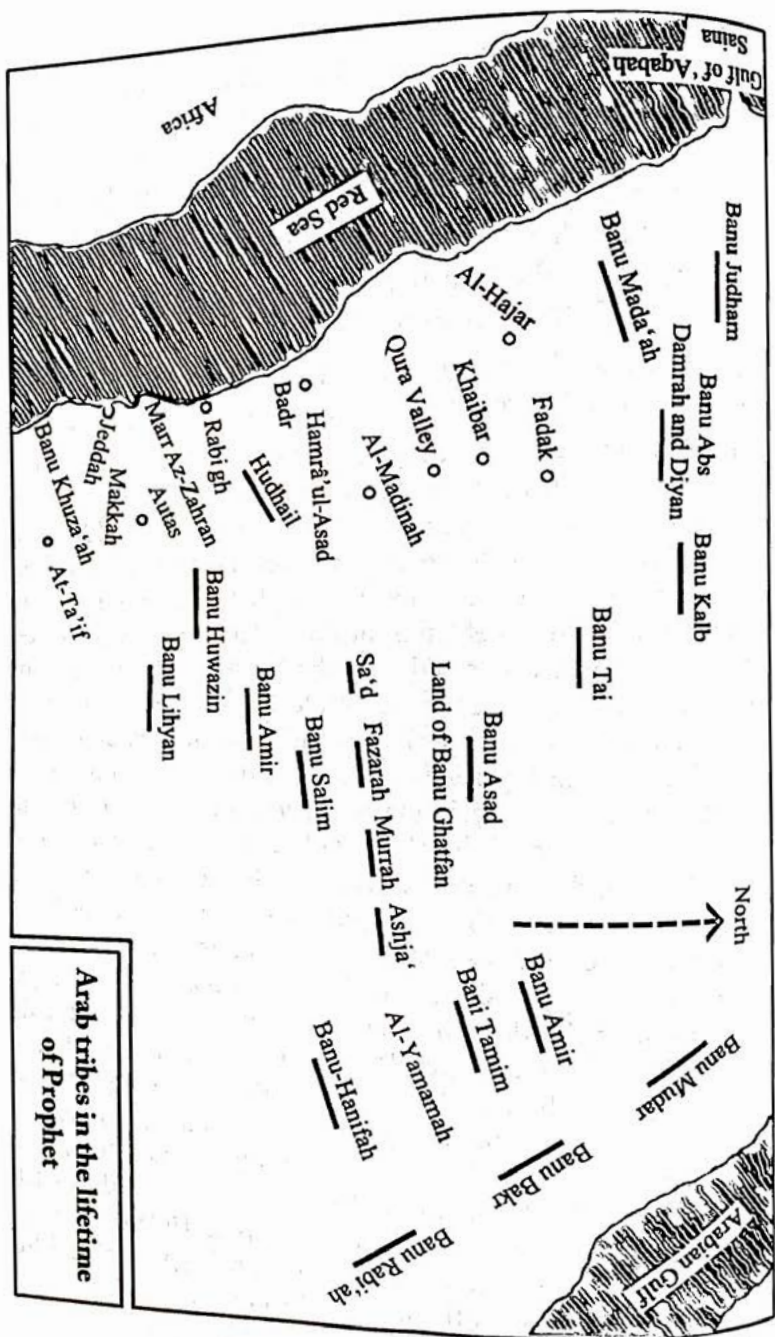 Saina
Gulf of 'Aqabah
Africa
Red Sea
Banu Judham
Banu Mada'ah
Banu Abs
Damrah and Diyan
Banu Kalb
Al-Hajar
Fadak
Khaibar
Qura Valley
Al-Madinah
Badr
Hamrâ'ul-Asad
Hudhail
Rabigh
Marr Az-Zahran
Autas
Jeddah
Makkah
Banu Khuza'ah
At-Ta'if
Banu Huwazin
Banu Lihyan
Banu Amir
Banu Salim
Banu Tai
Banu Asad
Land of Banu Ghatfan
Sa'd
Fazarah
Murrah
Ashja'
North
Banu Amir
Bani Tamim
Al-Yamamah
Banu-Hanifah
Banu Mudar
Banu Bakr
Banu Rabi'ah
Arabian Gulf
Arab tribes in the lifetime
of Prophet